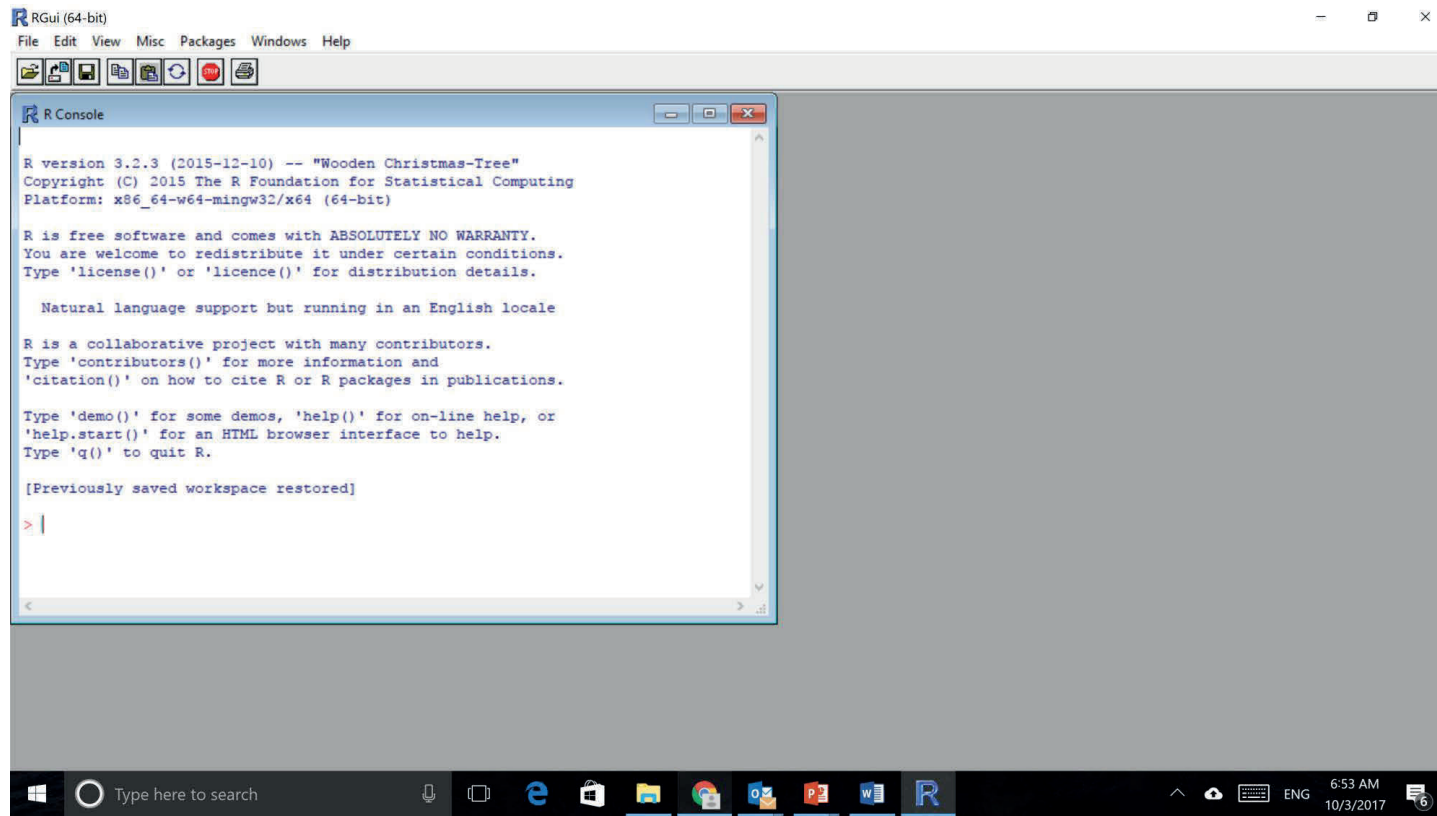 RGui (64-bit)
File Edit View Misc Packages Windows Help
STOP
R Console
R version 3.2.3 (2015-12-10) -- "Wooden Christmas-Tree"
Copyright (C) 2015 The R Foundation for Statistical Computing
Platform: x86_64-w64-mingw32/x64 (64-bit)
R is free software and comes with ABSOLUTELY NO WARRANTY.
You are welcome to redistribute it under certain conditions.
Type 'license()' or 'licence()' for distribution details.
Natural language support but running in an English locale
R is a collaborative project with many contributors.
Type 'contributors()' for more information and
'citation()' on how to cite R or R packages in publications.
Type 'demo()' for some demos, 'help()' for on-line help, or
'help.start()' for an HTML browser interface to help.
Type 'q()' to quit R.
[Previously saved workspace restored]
>
Type here to search
ENG
6:53 AM
10/3/2017
6